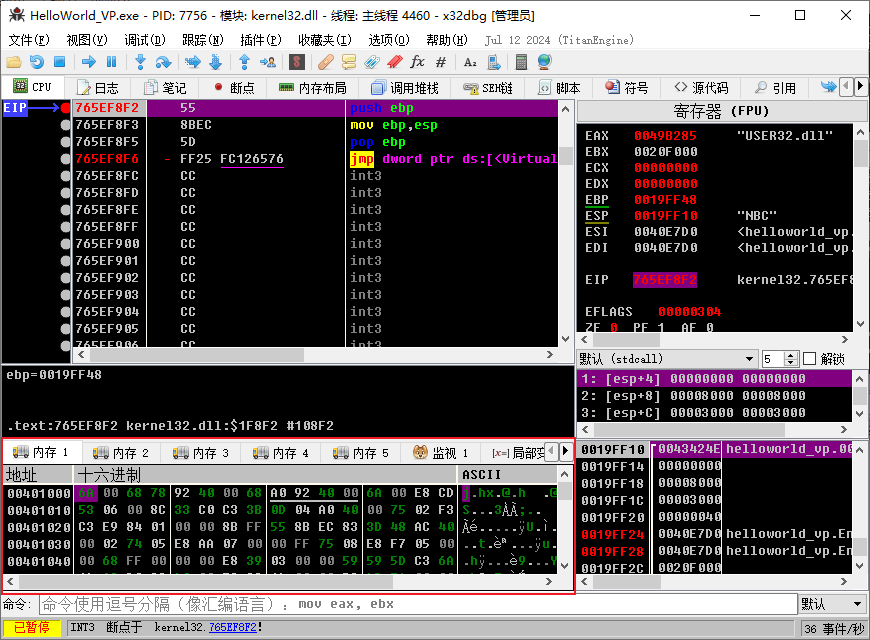 HelloWorld_VP.exe - PID: 7756 - 模块: kernel32.dll - 线程: 主线程 4460 - x32dbg [管理员]
文件(F) 视图(V) 调试(D) 跟踪(N) 插件(P) 收藏夹(I) 选项(O) 帮助(H) Jul 12 2024 (TitanEngine)
CPU 日志 笔记 断点 内存布局 调用堆栈 SEH链 脚本 符号 源代码 引用
EIP 765EF8F2 55 push ebp
765EF8F3 8BEC mov ebp,esp
765EF8F5 5D pop ebp
765EF8F6 - FF25 FC126576 jmp dword ptr ds:[<Virtual
765EF8FC CC int3
765EF8FD CC int3
765EF8FE CC int3
765EF8FF CC int3
765EF900 CC int3
765EF901 CC int3
765EF902 CC int3
765EF903 CC int3
765EF904 CC int3
765EF905 CC int3
765EF906 CC int3
寄存器 (FPU)
EAX 0049B285 "USER32.dll"
EBX 0020F000
ECX 00000000
EDX 00000000
EBP 0019FF48
ESP 0019FF10 "NBC"
ESI 0040E7D0 <helloworld_vp.
EDI 0040E7D0 <helloworld_vp.
EIP 765EF8F2 kernel32.765EF8
EFLAGS 00000304
ZF 0 PF 1 AF 0
默认 (stdcall) 5 解锁
1: [esp+4] 00000000 00000000
2: [esp+8] 00008000 00008000
3: [esp+C] 00003000 00003000
ebp=0019FF48
.text:765EF8F2 kernel32.dll:$1F8F2 #108F2
内存 1 内存 2 内存 3 内存 4 内存 5 监视 1 [x=] 局部变
地址 十六进制 ASCII
00401000 6A 00 68 78 92 40 00 68 A0 92 40 00 6A 00 E8 CD j.hx.@.h .@
00401010 53 06 00 8C 33 C0 C3 3B 0D 04 A0 40 00 75 02 F3 S...3ÀÃ;..
00401020 C3 E9 84 01 00 00 8B FF 55 8B EC 83 3D 48 AC 40 Ãé.....ÿU.ì.
00401030 00 02 74 05 E8 AA 07 00 00 FF 75 08 E8 F7 05 00 ..t.èª...ÿu.
00401040 00 68 FF 00 00 00 E8 39 03 00 00 59 59 5D C3 6A .hÿ...è9...Y
0019FF10 0043424E helloworld_vp.00
0019FF14 00000000
0019FF18 00008000
0019FF1C 00003000
0019FF20 00000040
0019FF24 0040E7D0 helloworld_vp.En
0019FF28 0040E7D0 helloworld_vp.En
0019FF2C 0020F000
命令: 命令使用逗号分隔（像汇编语言）: mov eax, ebx 默认
已暂停 INT3 断点于 kernel32.765EF8F2! 36 事件/秒